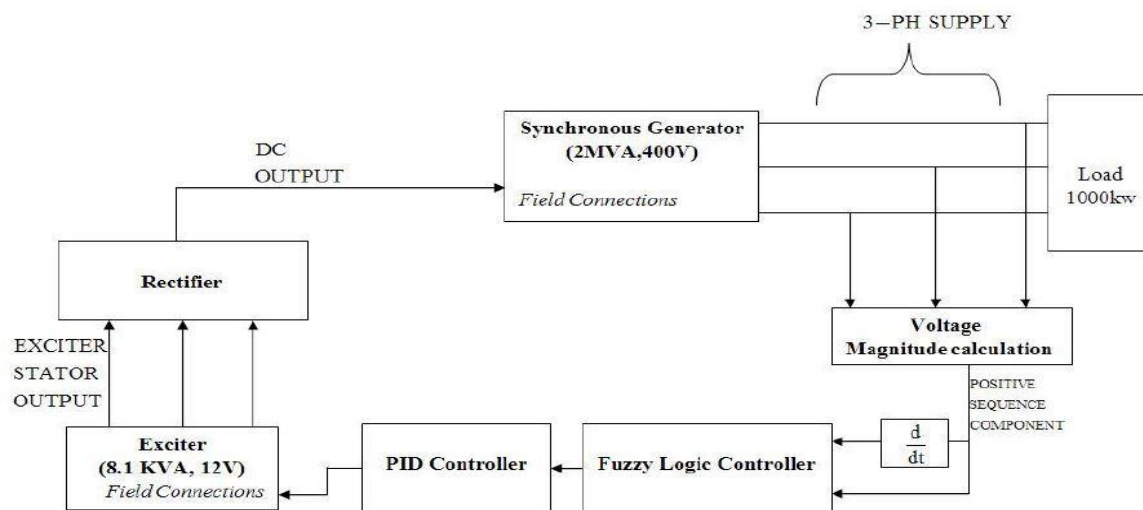 3-PH SUPPLY
Synchronous Generator
(2MVA,400V)
Field Connections
DC
OUTPUT
Load
1000kw
Rectifier
Voltage
Magnitude calculation
EXCITER
STATOR
OUTPUT
POSITIVE
SEQUENCE
COMPONENT
d
dt
Exciter
(8.1 KVA, 12V)
Field Connections
PID Controller
Fuzzy Logic Controller